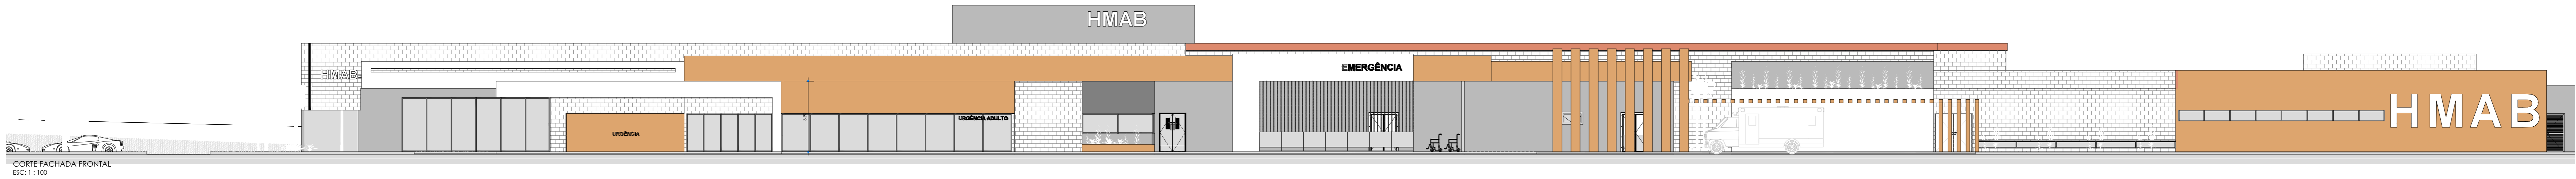 HMAB
HMAB
EMERGÊNCIA
URGÊNCIA ADULTO
URGÊNCIA
HMAB
CORTE FACHADA FRONTAL
ESC: 1 : 100